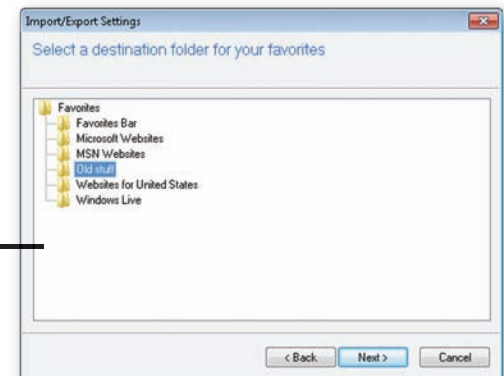 Import/Export Settings
Select a destination folder for your favorites
Favorites
Favorites Bar
Microsoft Websites
MSN Websites
Old stuff
Websites for United States
Windows Live
< Back
Next >
Cancel